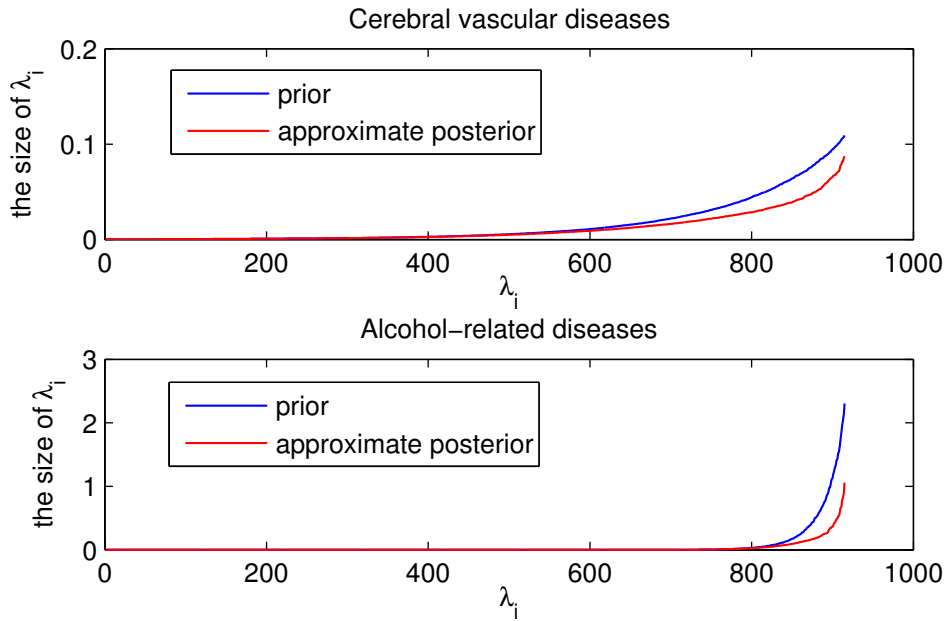 Cerebral vascular diseases
the size of λi
0.2
0.1
0
prior
approximate posterior
0 200 400 600 800 1000
λi
Alcohol−related diseases
the size of λi
3
2
1
0
prior
approximate posterior
0 200 400 600 800 1000
λi